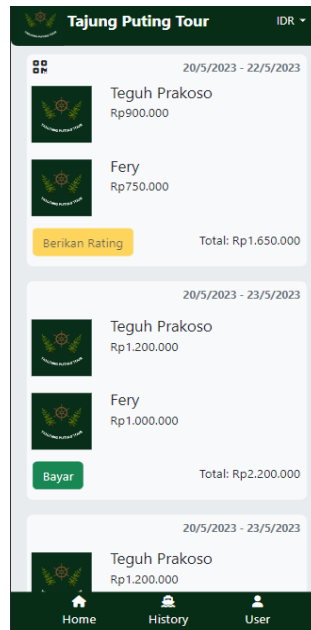 Tajung Puting Tour
IDR
20/5/2023 - 22/5/2023
Teguh Prakoso
Rp900.000
Fery
Rp750.000
Berikan Rating
Total: Rp1.650.000
20/5/2023 - 23/5/2023
Teguh Prakoso
Rp1.200.000
Fery
Rp1.000.000
Bayar
Total: Rp2.200.000
20/5/2023 - 23/5/2023
Teguh Prakoso
Rp1.200.000
Home
History
User